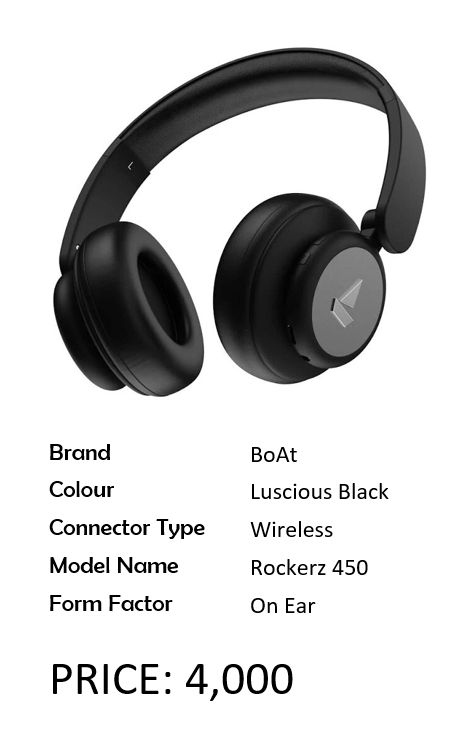 Brand BoAt
Colour Luscious Black
Connector Type Wireless
Model Name Rockerz 450
Form Factor On Ear
PRICE: 4,000